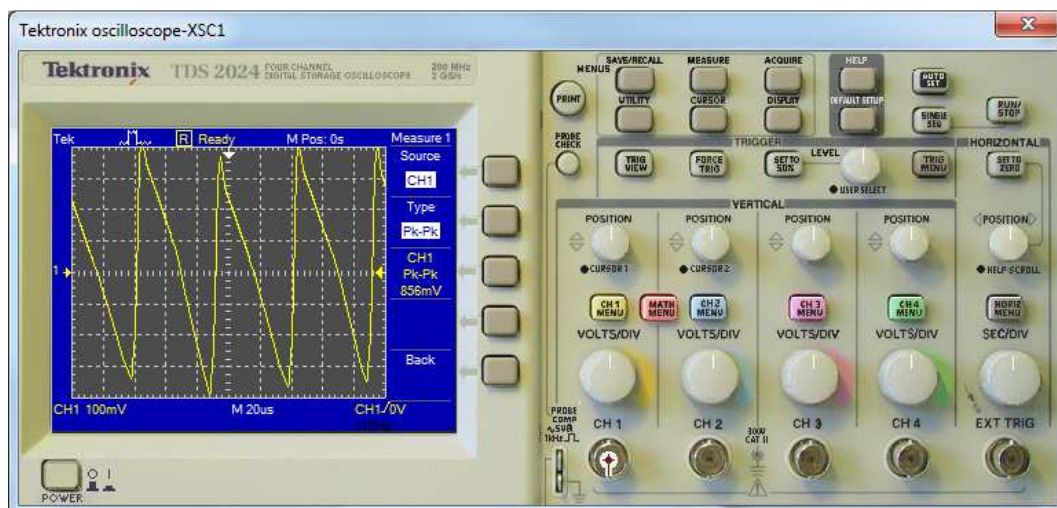 Tektronix oscilloscope-XSC1
Tektronix TDS 2024 FOUR CHANNEL DIGITAL STORAGE OSCILLOSCOPE 200 MHz 2 GS/s
Tek R Ready M Pos: 0s Measure 1
Source
CH1
Type
Pk-Pk
CH1
Pk-Pk
856mV
Back
1
CH1 100mV M 20us CH1/0V
POWER
MENUS
SAVE/RECALL MEASURE ACQUIRE HELP
PRINT
UTILITY CURSOR DISPLAY DEFAULT SETUP
AUTO SET
SINGLE SEQ
RUN/ STOP
PROBE CHECK
TRIGGER
TRIG VIEW
FORCE TRIG
SET TO 50%
LEVEL
USER SELECT
TRIG MENU
HORIZONTAL
SET TO ZERO
VERTICAL
POSITION POSITION POSITION POSITION POSITION
CURSOR 1 CURSOR 2 HELP SCROLL
CH 1 MENU
MATH MENU
CH 2 MENU
CH 3 MENU
CH 4 MENU
HORIZ MENU
VOLTS/DIV VOLTS/DIV VOLTS/DIV VOLTS/DIV SEC/DIV
PROBE COMP
~5V@
1kHz
CH 1 CH 2 CH 3 CH 4 EXT TRIG
300V
CAT II